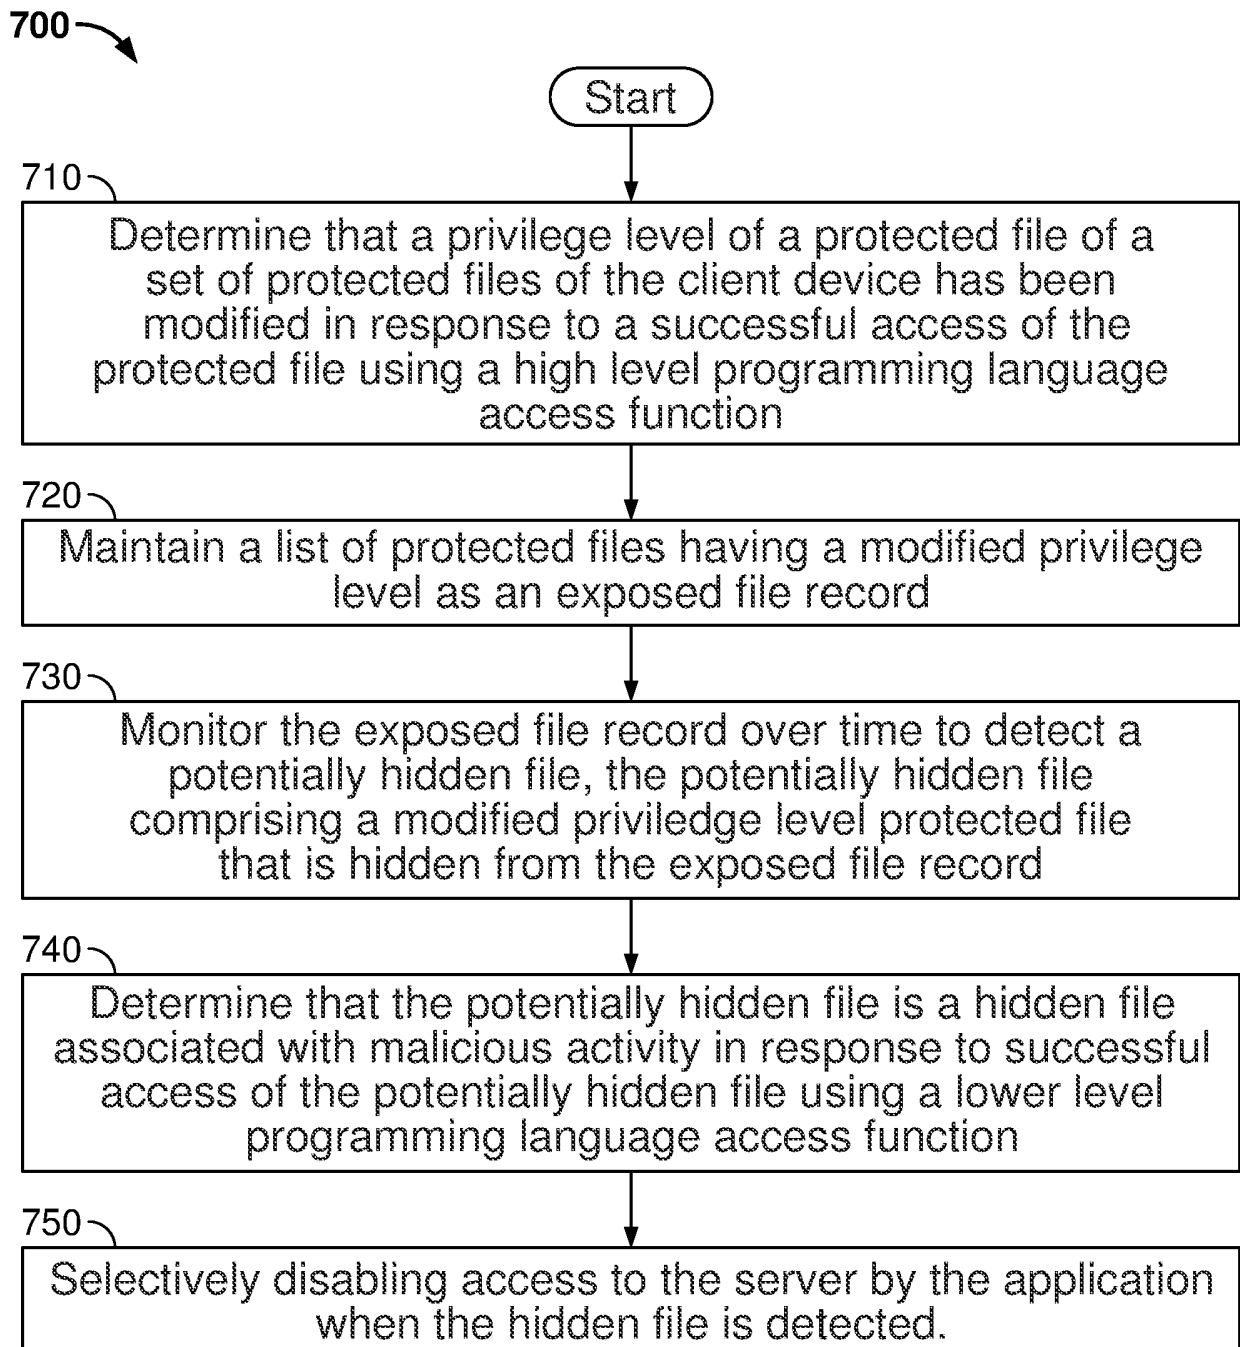 700
Start
710
Determine that a privilege level of a protected file of a
set of protected files of the client device has been
modified in response to a successful access of the
protected file using a high level programming language
access function
720
Maintain a list of protected files having a modified privilege
level as an exposed file record
730
Monitor the exposed file record over time to detect a
potentially hidden file, the potentially hidden file
comprising a modified priviledge level protected file
that is hidden from the exposed file record
740
Determine that the potentially hidden file is a hidden file
associated with malicious activity in response to successful
access of the potentially hidden file using a lower level
programming language access function
750
Selectively disabling access to the server by the application
when the hidden file is detected.